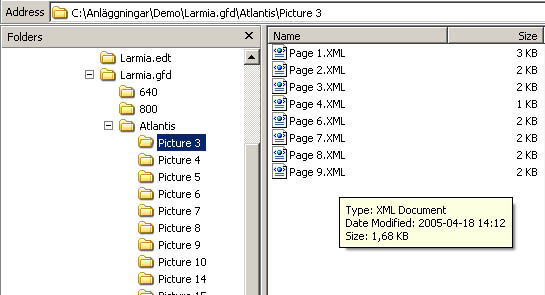 Address C:\Anläggningar\Demo\Larmia.gfd\Atlantis\Picture 3
Folders
Larmia.edt
Larmia.gfd
640
800
Atlantis
Picture 3
Picture 4
Picture 5
Picture 6
Picture 7
Picture 8
Picture 9
Picture 10
Picture 14
Name Size
Page 1.XML 3 KB
Page 2.XML 2 KB
Page 3.XML 2 KB
Page 4.XML 1 KB
Page 6.XML 2 KB
Page 7.XML 2 KB
Page 8.XML 2 KB
Page 9.XML 2 KB
Type: XML Document
Date Modified: 2005-04-18 14:12
Size: 1,68 KB